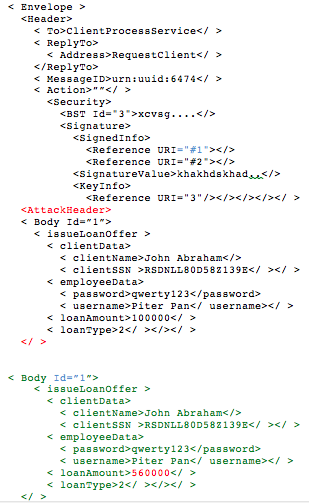 < Envelope >
<Header>
< To>ClientProcessService</ >
< ReplyTo>
< Address>RequestClient</ >
</ReplyTo>
< MessageID>urn:uuid:6474</ >
< Action>""</ >
<Security>
<BST Id="3">xcvsg....</>
<Signature>
<SignedInfo>
<Reference URI="#1"></>
<Reference URI="#2"></>
<SignatureValue>khakhdskhad,,</>
<KeyInfo>
<Reference URI="3"/></></></></ >
<AttackHeader>
< Body Id="1">
< issueLoanOffer >
< clientData>
< clientName>John Abraham</>
< clientSSN >RSDNLL80D58Z139E</ ></ >
< employeeData>
< password>qwerty123</password>
< username>Piter Pan</ username></ >
< loanAmount>100000</ >
< loanType>2</ ></></ >
</ >
< Body Id="1">
< issueLoanOffer >
< clientData>
< clientName>John Abraham</>
< clientSSN >RSDNLL80D58Z139E</ ></ >
< employeeData>
< password>qwerty123</password>
< username>Piter Pan</ username></ >
< loanAmount>560000</ >
< loanType>2</ ></></ >